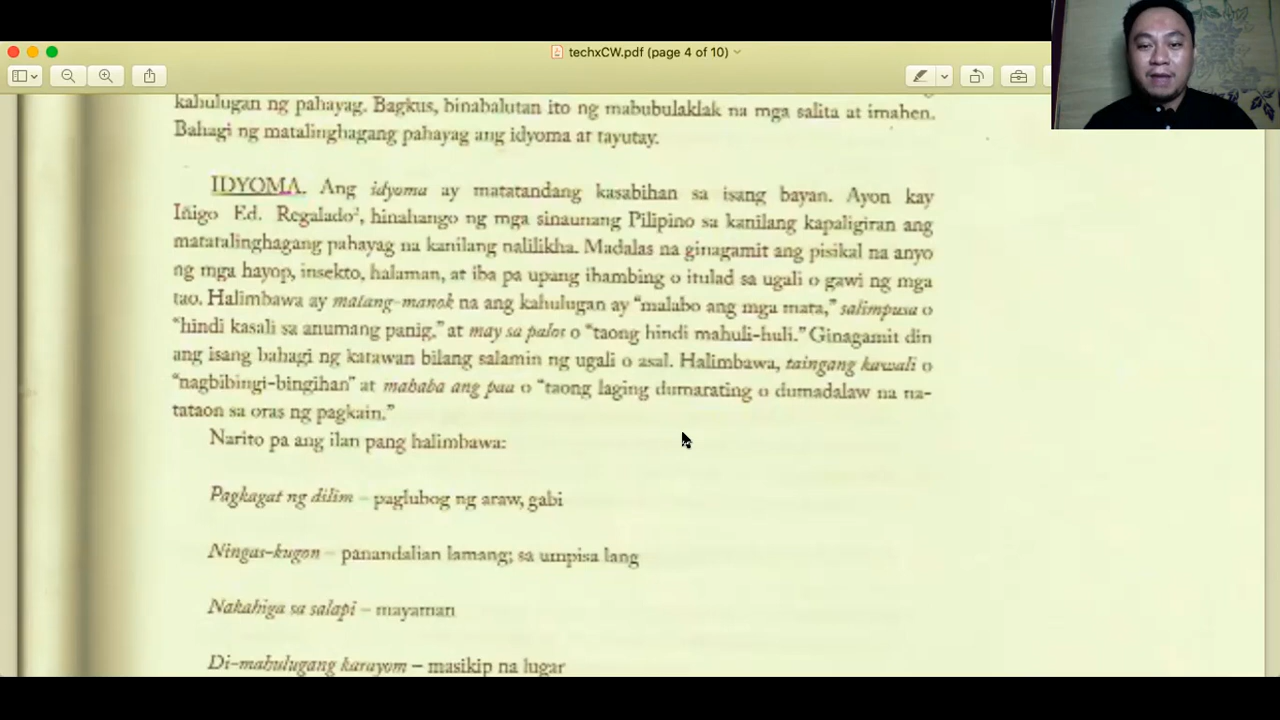 techxCW.pdf (page 4 of 10)
kahulugan ng pahayag. Bagkus, binabalutan ito ng mabubulaklak na mga salita at imahen.
Bahagi ng matalinghagang pahayag ang idyoma at tayutay.
IDYOMA. Ang idyoma ay matatandang kasabihan sa isang bayan. Ayon kay
Iñigo Ed. Regalado², hinahango ng mga sinaunang Pilipino sa kanilang kapaligiran ang
matatalinghagang pahayag na kanilang nalilikha. Madalas na ginagamit ang pisikal na anyo
ng mga hayop, insekto, halaman, at iba pa upang ihambing o itulad sa ugali o gawi ng mga
tao. Halimbawa ay matang-manok na ang kahulugan ay “malabo ang mga mata,” salimpusa o
“hindi kasali sa anumang panig,” at may sa palos o “taong hindi mahuli-huli.” Ginagamit din
ang isang bahagi ng katawan bilang salamin ng ugali o asal. Halimbawa, taingang kawali o
“nagbibingi-bingihan” at mababa ang paa o “taong laging dumarating o dumadalaw na na-
tataon sa oras ng pagkain.”
Narito pa ang ilan pang halimbawa:
Pagkagat ng dilim – paglubog ng araw, gabi
Ningas-kugon – panandalian lamang; sa umpisa lang
Nakahiga sa salapi – mayaman
Di-mahulugang karayom – masikip na lugar